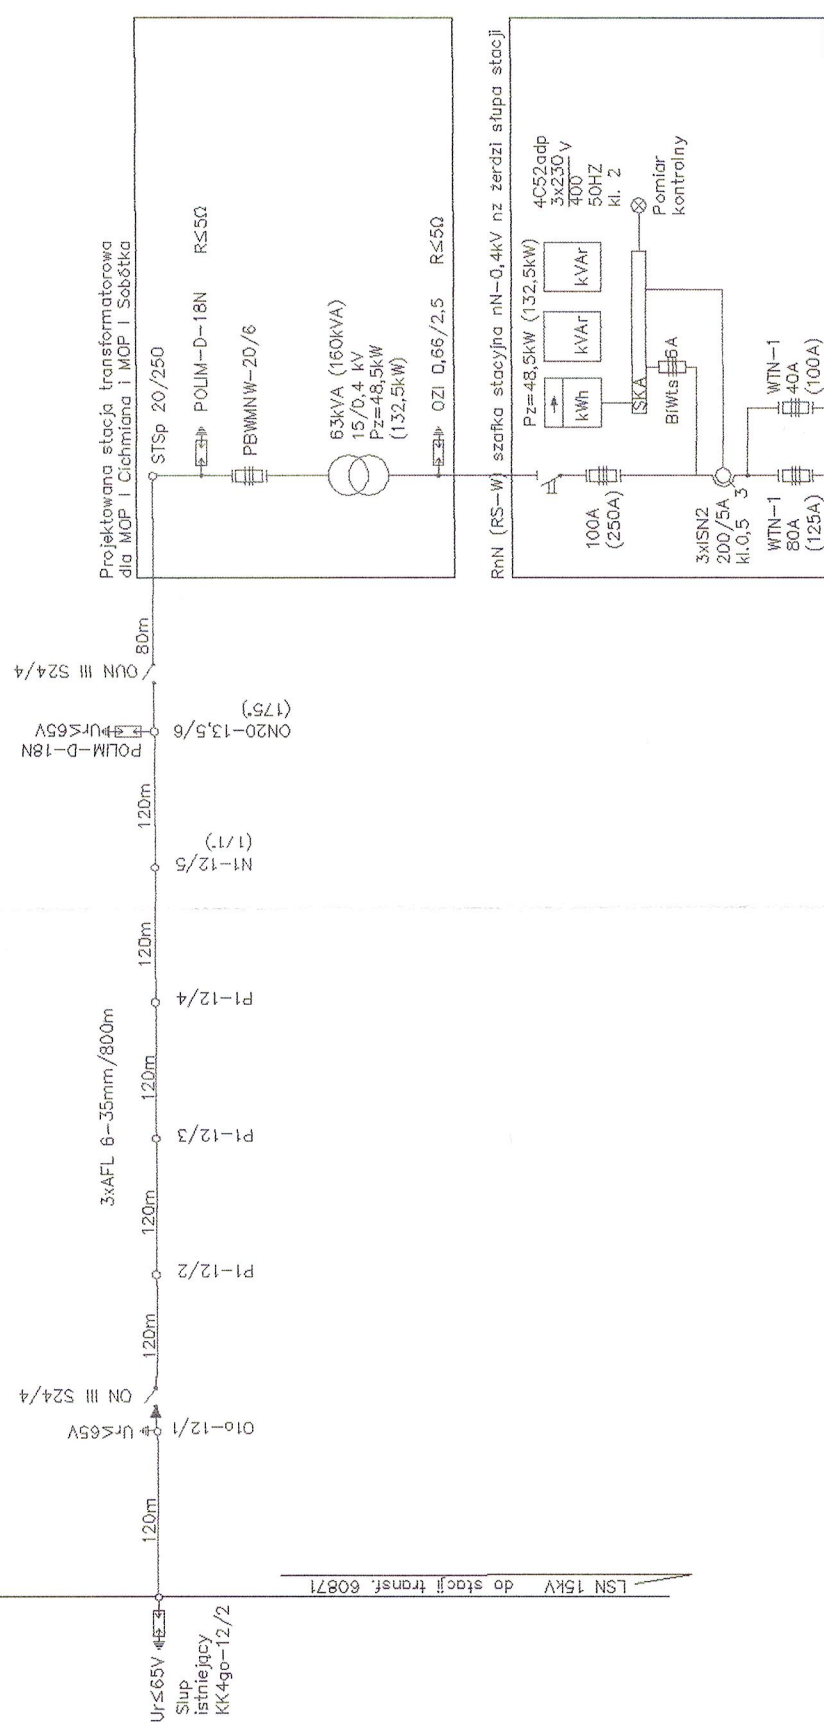 Projektowana stacja transformatorowa
dla MOP I Cichmiana i MOP I Sobótka
STSp 20/250
POLIM-D-18N R≤5Ω
PBWMNW-20/6
63kVA (160kVA)
15/0,4 kV
Pz=48,5kW
(132,5kW)
OZI 0,66/2,5 R≤5Ω
RnN (RS-W) szafka stacyjna nN-0,4kV nz żerdzi słupa stacji
Pz=48,5kW (132,5kW)
4C52adp
3x230 V
400
50HZ
kl. 2
kWh
kVAr
kVAr
SKA
Pomiar
kontrolny
BiWts 6A
100A
(250A)
3xISN2
200/5A
kl.0,5
3
WTN-1
80A
(125A)
WTN-1
40A
(100A)
80m
OUN III S24/4
POLIM-D-18N
Ur≤65V
ON20-13,5/6
(175°)
120m
N1-12/5
(1/1°)
120m
P1-12/4
3xAFL 6-35mm/800m
120m
P1-12/3
120m
P1-12/2
120m
ON III S24/4
Ur≤65V
O1o-12/1
120m
LSN 15kV do stacji transf. 60871
Ur≤65V
Słup
istniejący
KK4go-12/2